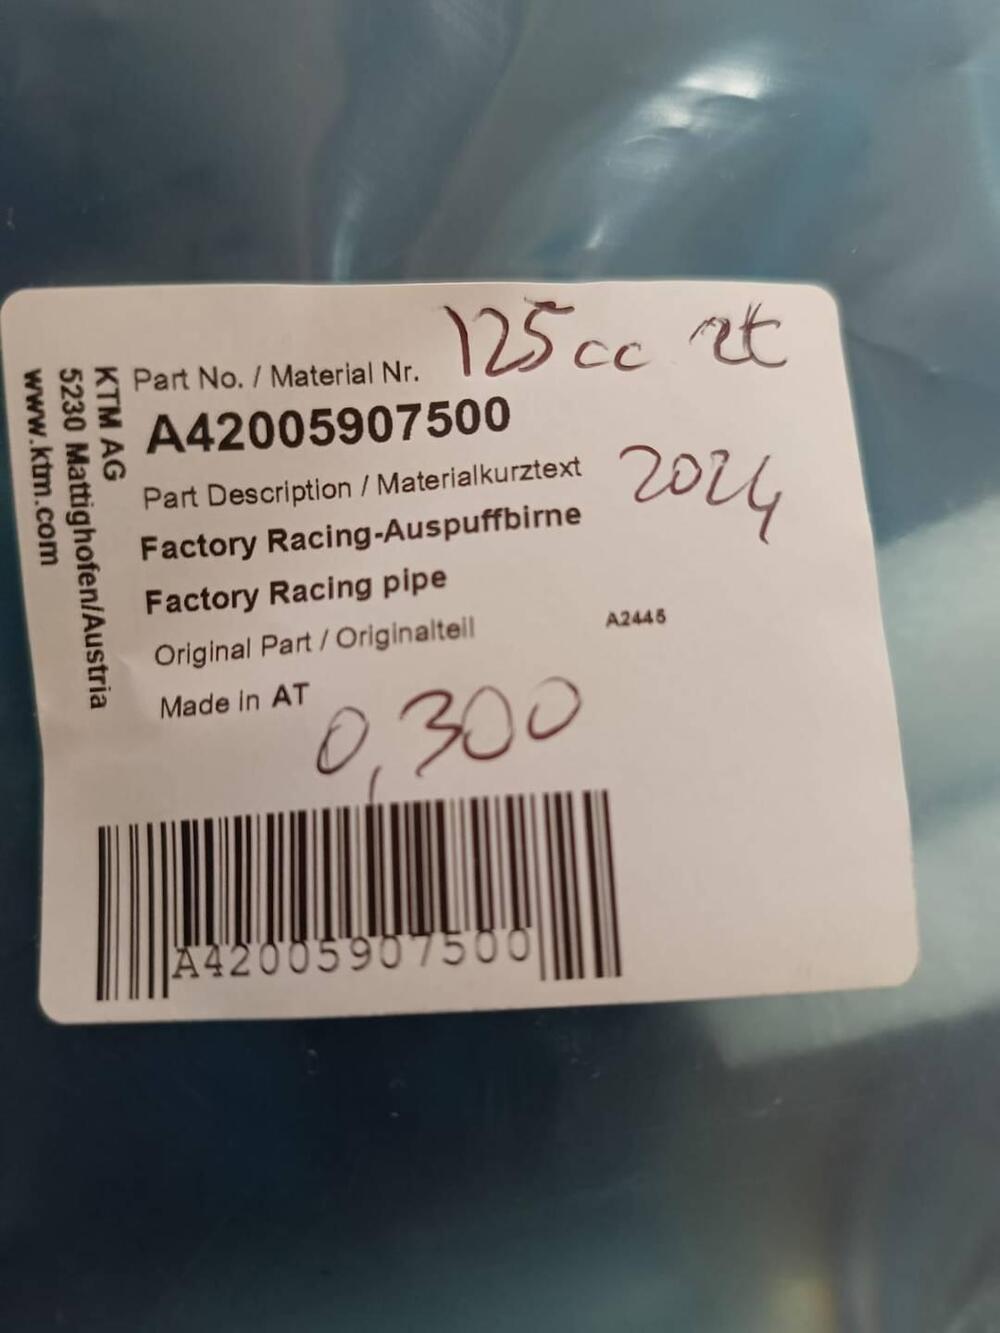 125cc 2t
Part No. / Material Nr.
A42005907500
2024
Part Description / Materialkurztext
Factory Racing-Auspuffbirne
Factory Racing pipe
Original Part / Originalteil
A2445
Made in AT
0,300
A42005907500
KTM AG
5230 Mattighofen/Austria
www.ktm.com